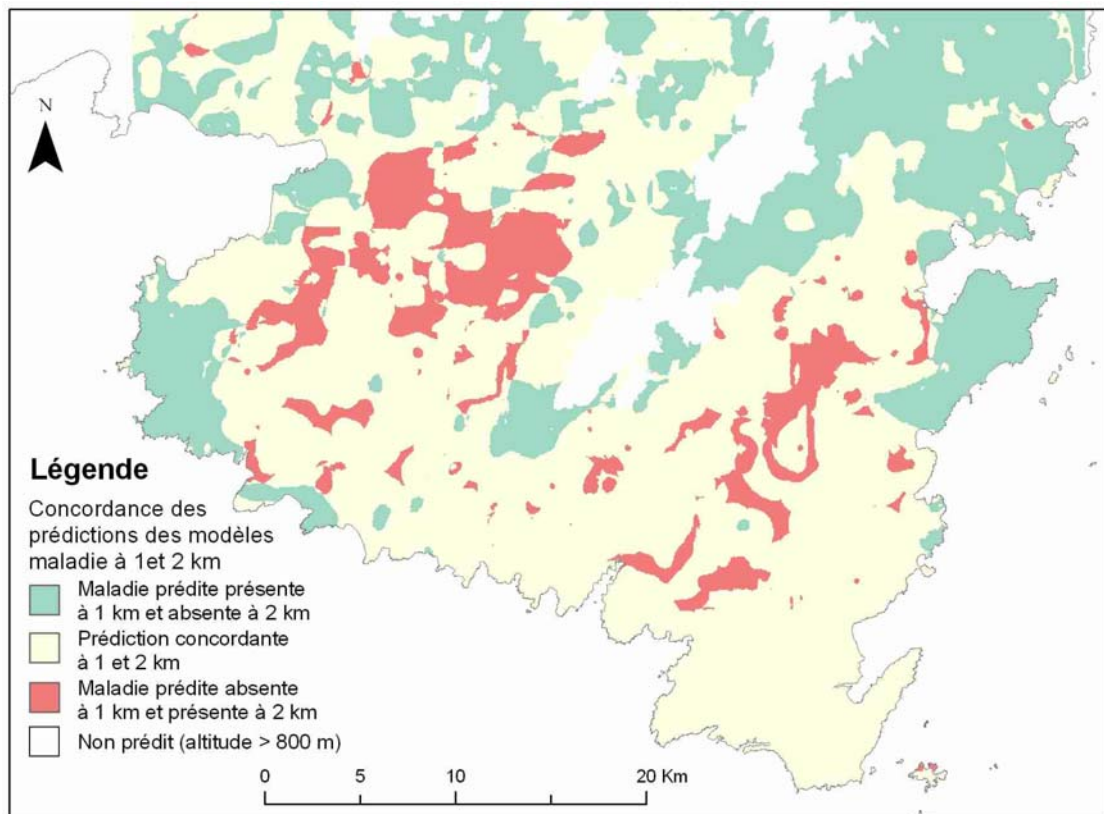 N
Légende
Concordance des
prédictions des modèles
maladie à 1et 2 km
Maladie prédite présente
à 1 km et absente à 2 km
Prédiction concordante
à 1 et 2 km
Maladie prédite absente
à 1 km et présente à 2 km
Non prédit (altitude > 800 m)
0 5 10 20 Km